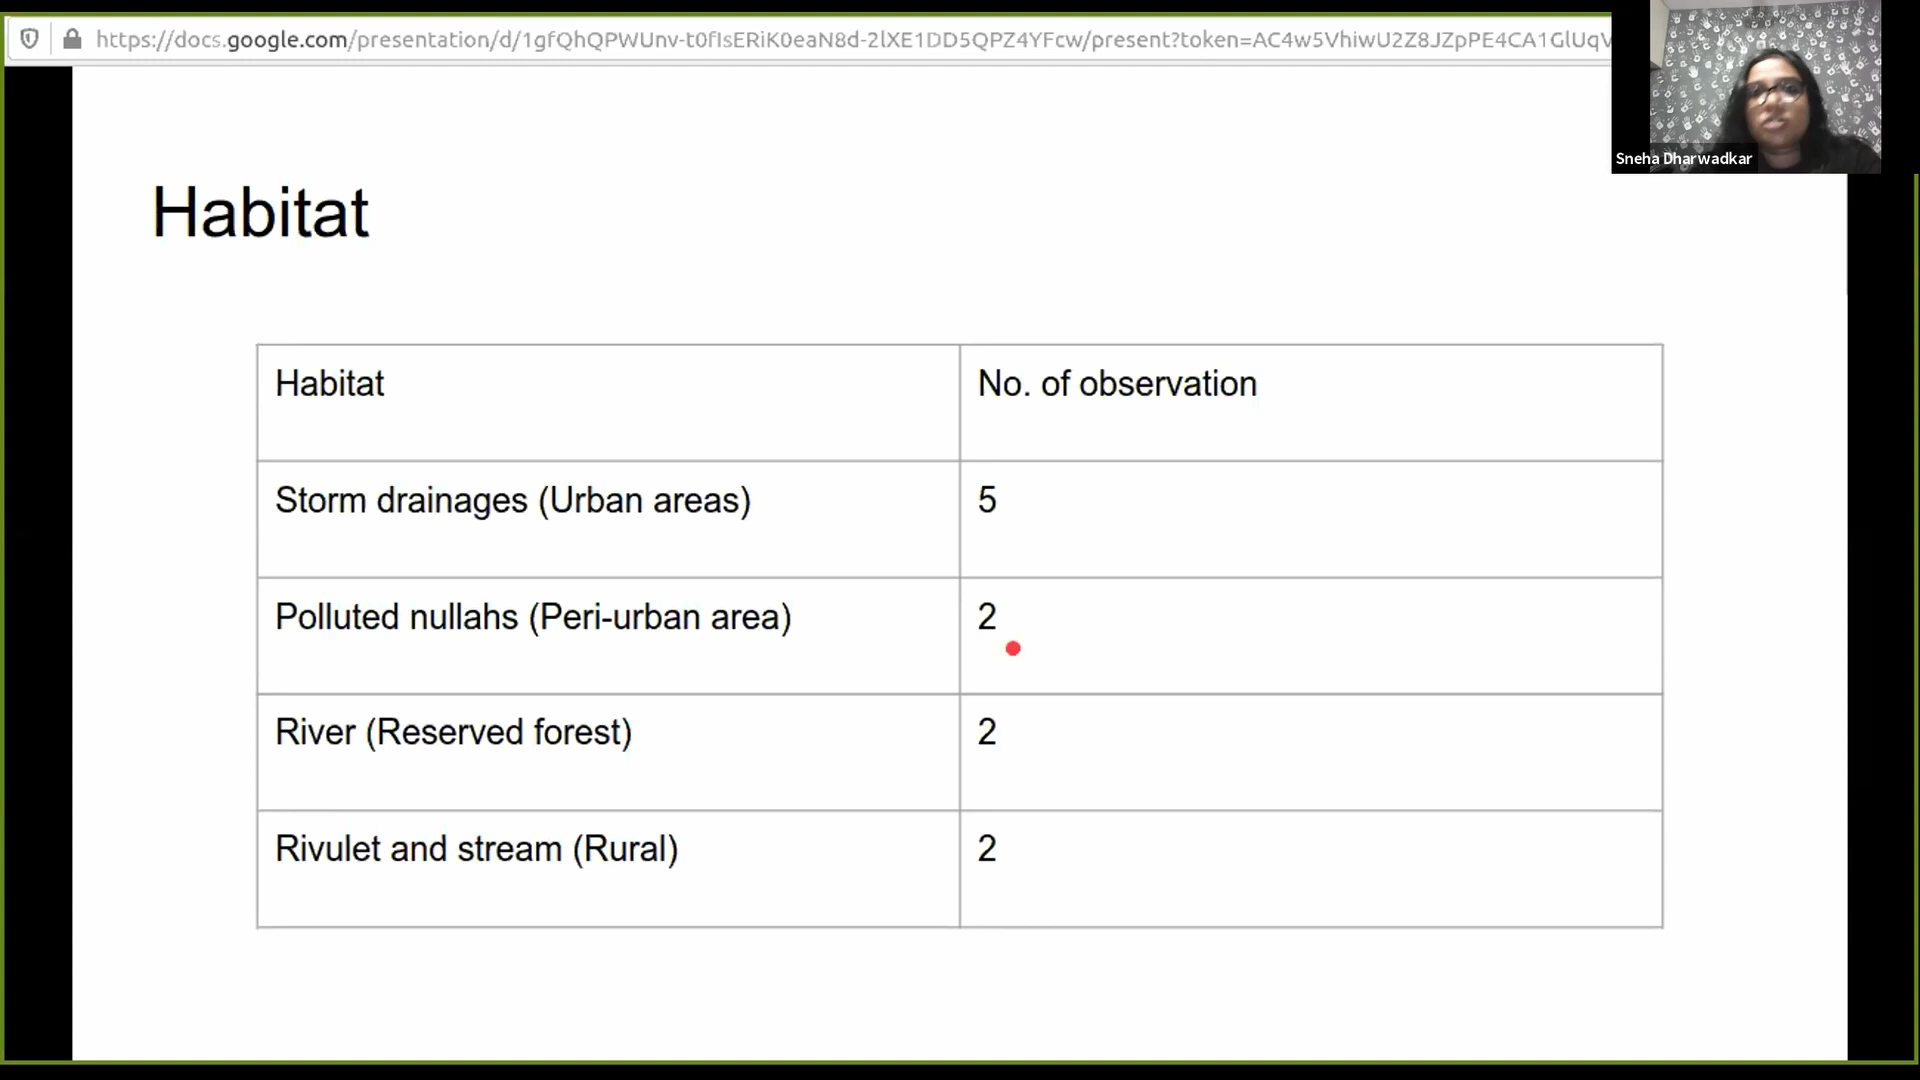 https://docs.google.com/presentation/d/1gfQhQPWUnv-t0fIsERiK0eaN8d-2lXE1DD5QPZ4YFcw/present?token=AC4w5VhiwU2Z8JZpPE4CA1GlUqV
Sneha Dharwadkar
Habitat
Habitat No. of observation
Storm drainages (Urban areas) 5
Polluted nullahs (Peri-urban area) 2
River (Reserved forest) 2
Rivulet and stream (Rural) 2